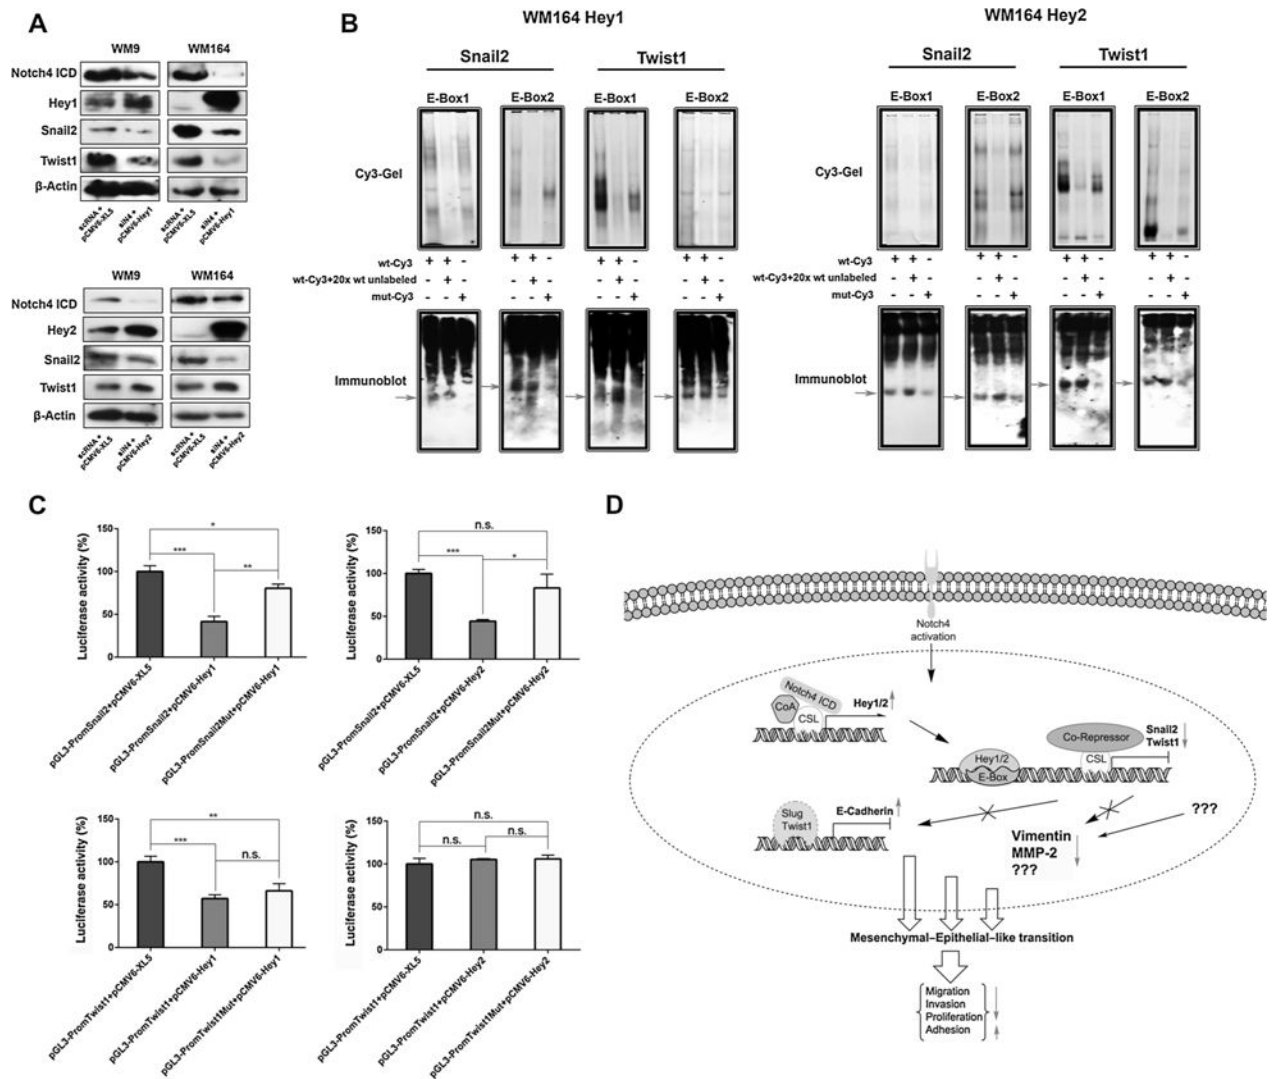 A
WM9 WM164
Notch4 ICD
Hey1
Snail2
Twist1
β-Actin
scRNA+
pCMV6-XL5
siN4+
pCMV6-Hey1
scRNA+
pCMV6-XL5
siN4+
pCMV6-Hey1
WM9 WM164
Notch4 ICD
Hey2
Snail2
Twist1
β-Actin
scRNA+
pCMV6-XL5
siN4+
pCMV6-Hey2
scRNA+
pCMV6-XL5
siN4+
pCMV6-Hey2
B
WM164 Hey1 WM164 Hey2
Snail2 Twist1 Snail2 Twist1
E-Box1 E-Box2 E-Box1 E-Box2 E-Box1 E-Box2 E-Box1 E-Box2
Cy3-Gel Cy3-Gel
wt-Cy3 + + - + + - + + - + + - wt-Cy3 + + - + + - + + - + + -
wt-Cy3+20x wt unlabeled - + - - + - - + - - + - wt-Cy3+20x wt unlabeled - + - - + - - + - - + -
mut-Cy3 - - + - - + - - + - - + mut-Cy3 - - + - - + - - + - - +
Immunoblot Immunoblot
C
Luciferase activity (%)
150
100
50
0
*
***
**
pGL3-PromSnail2+pCMV6-XL5
pGL3-PromSnail2+pCMV6-Hey1
pGL3-PromSnail2Mut+pCMV6-Hey1
Luciferase activity (%)
150
100
50
0
n.s.
***
*
pGL3-PromSnail2+pCMV6-XL5
pGL3-PromSnail2+pCMV6-Hey2
pGL3-PromSnail2Mut+pCMV6-Hey2
Luciferase activity (%)
150
100
50
0
**
***
n.s.
pGL3-PromTwist1+pCMV6-XL5
pGL3-PromTwist1+pCMV6-Hey1
pGL3-PromTwist1Mut+pCMV6-Hey1
Luciferase activity (%)
150
100
50
0
n.s.
n.s.
n.s.
pGL3-PromTwist1+pCMV6-XL5
pGL3-PromTwist1+pCMV6-Hey2
pGL3-PromTwist1Mut+pCMV6-Hey2
D
Notch4
activation
Notch4 ICD
CoA
CSL
Hey1/2
Co-Repressor
Snail2
Twist1
Hey1/2
E-Box
CSL
Slug
Twist1
E-Cadherin
???
Vimentin
MMP-2
???
Mesenchymal–Epithelial–like transition
Migration
Invasion
Proliferation
Adhesion